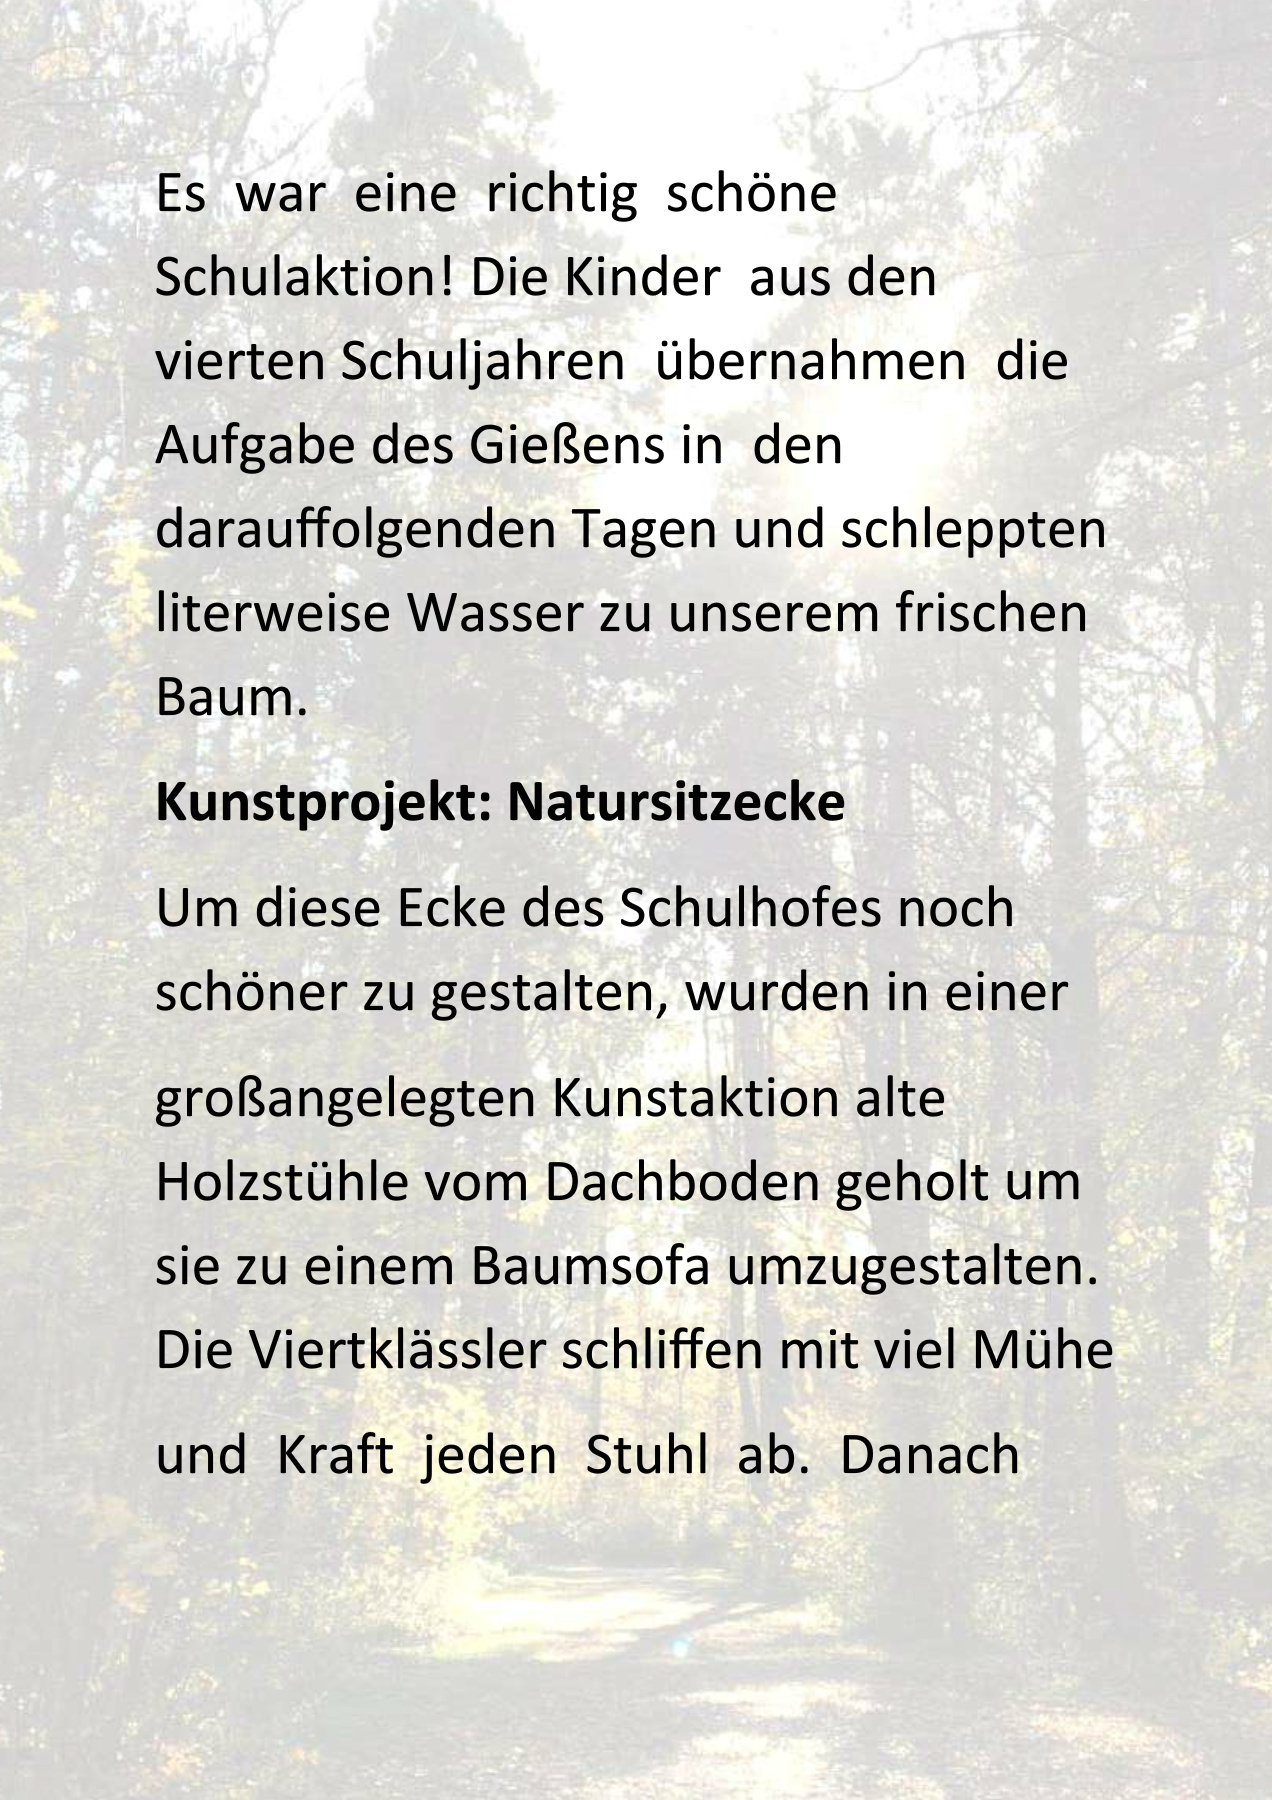 Es war eine richtig schöne
Schulaktion! Die Kinder aus den
vierten Schuljahren übernahmen die
Aufgabe des Gießens in den
darauffolgenden Tagen und schleppten
literweise Wasser zu unserem frischen
Baum.
Kunstprojekt: Natursitzecke
Um diese Ecke des Schulhofes noch
schöner zu gestalten, wurden in einer
großangelegten Kunstaktion alte
Holzstühle vom Dachboden geholt um
sie zu einem Baumsofa umzugestalten.
Die Viertklässler schliffen mit viel Mühe
und Kraft jeden Stuhl ab. Danach